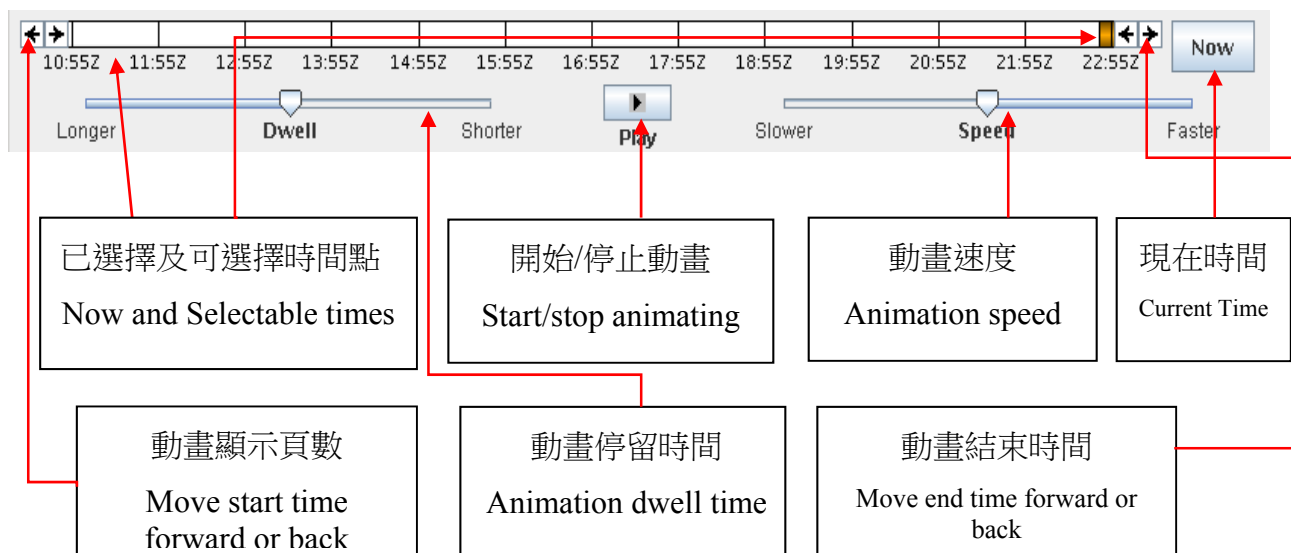 Now
10:55Z 11:55Z 12:55Z 13:55Z 14:55Z 15:55Z 16:55Z 17:55Z 18:55Z 19:55Z 20:55Z 21:55Z 22:55Z
Longer Dwell Shorter Play Slower Speed Faster
已選擇及可選擇時間點
Now and Selectable times
開始/停止動畫
Start/stop animating
動畫速度
Animation speed
現在時間
Current Time
動畫顯示頁數
Move start time
forward or back
動畫停留時間
Animation dwell time
動畫結束時間
Move end time forward or
back